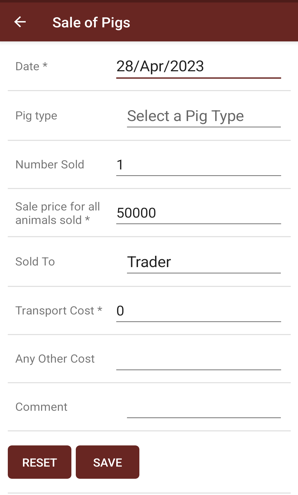 Sale of Pigs
Date * 28/Apr/2023
Pig type Select a Pig Type
Number Sold 1
Sale price for all
animals sold * 50000
Sold To Trader
Transport Cost * 0
Any Other Cost
Comment
RESET SAVE